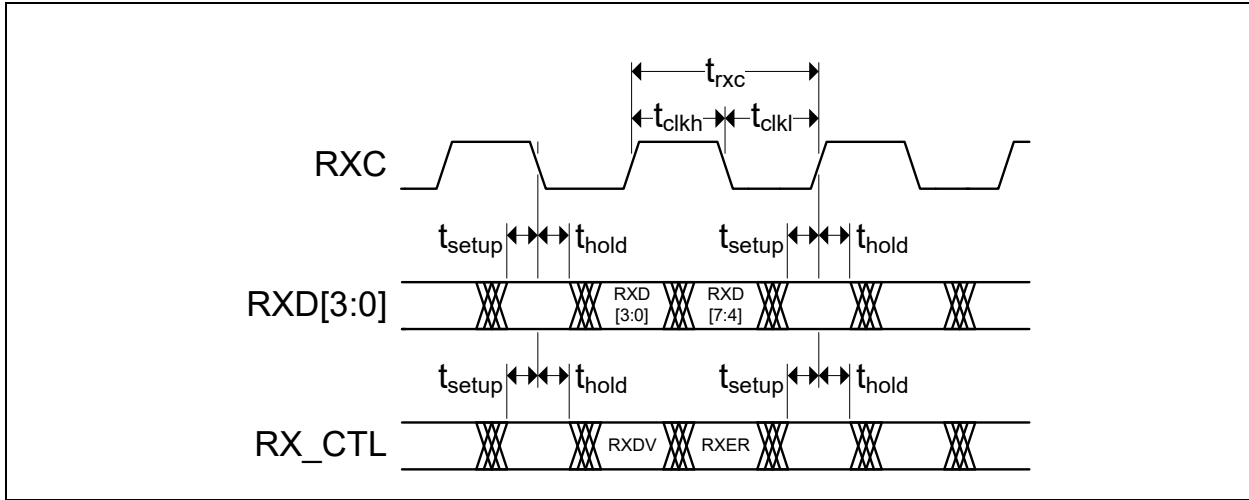 t_rxc
t_clkh t_clkl
RXC
t_setup t_hold t_setup t_hold
RXD[3:0] RXD [3:0] RXD [7:4]
t_setup t_hold t_setup t_hold
RX_CTL RXDV RXER